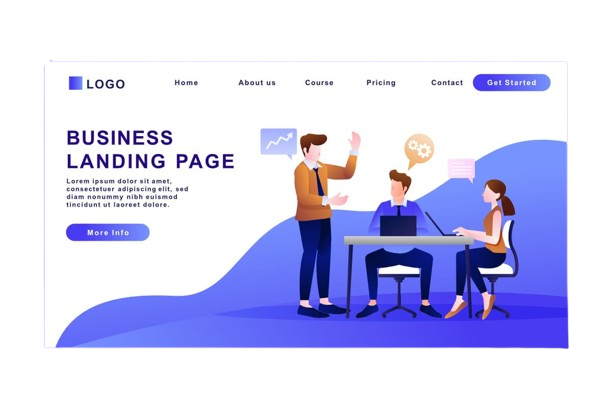 LOGO
Home
About us
Course
Pricing
Contact
Get Started
BUSINESS
LANDING PAGE
Lorem ipsum dolor sit amet,
consectetuer adipiscing elit, sed
diam nonummy nibh euismod
tincidunt ut laoreet dolore.
More Info